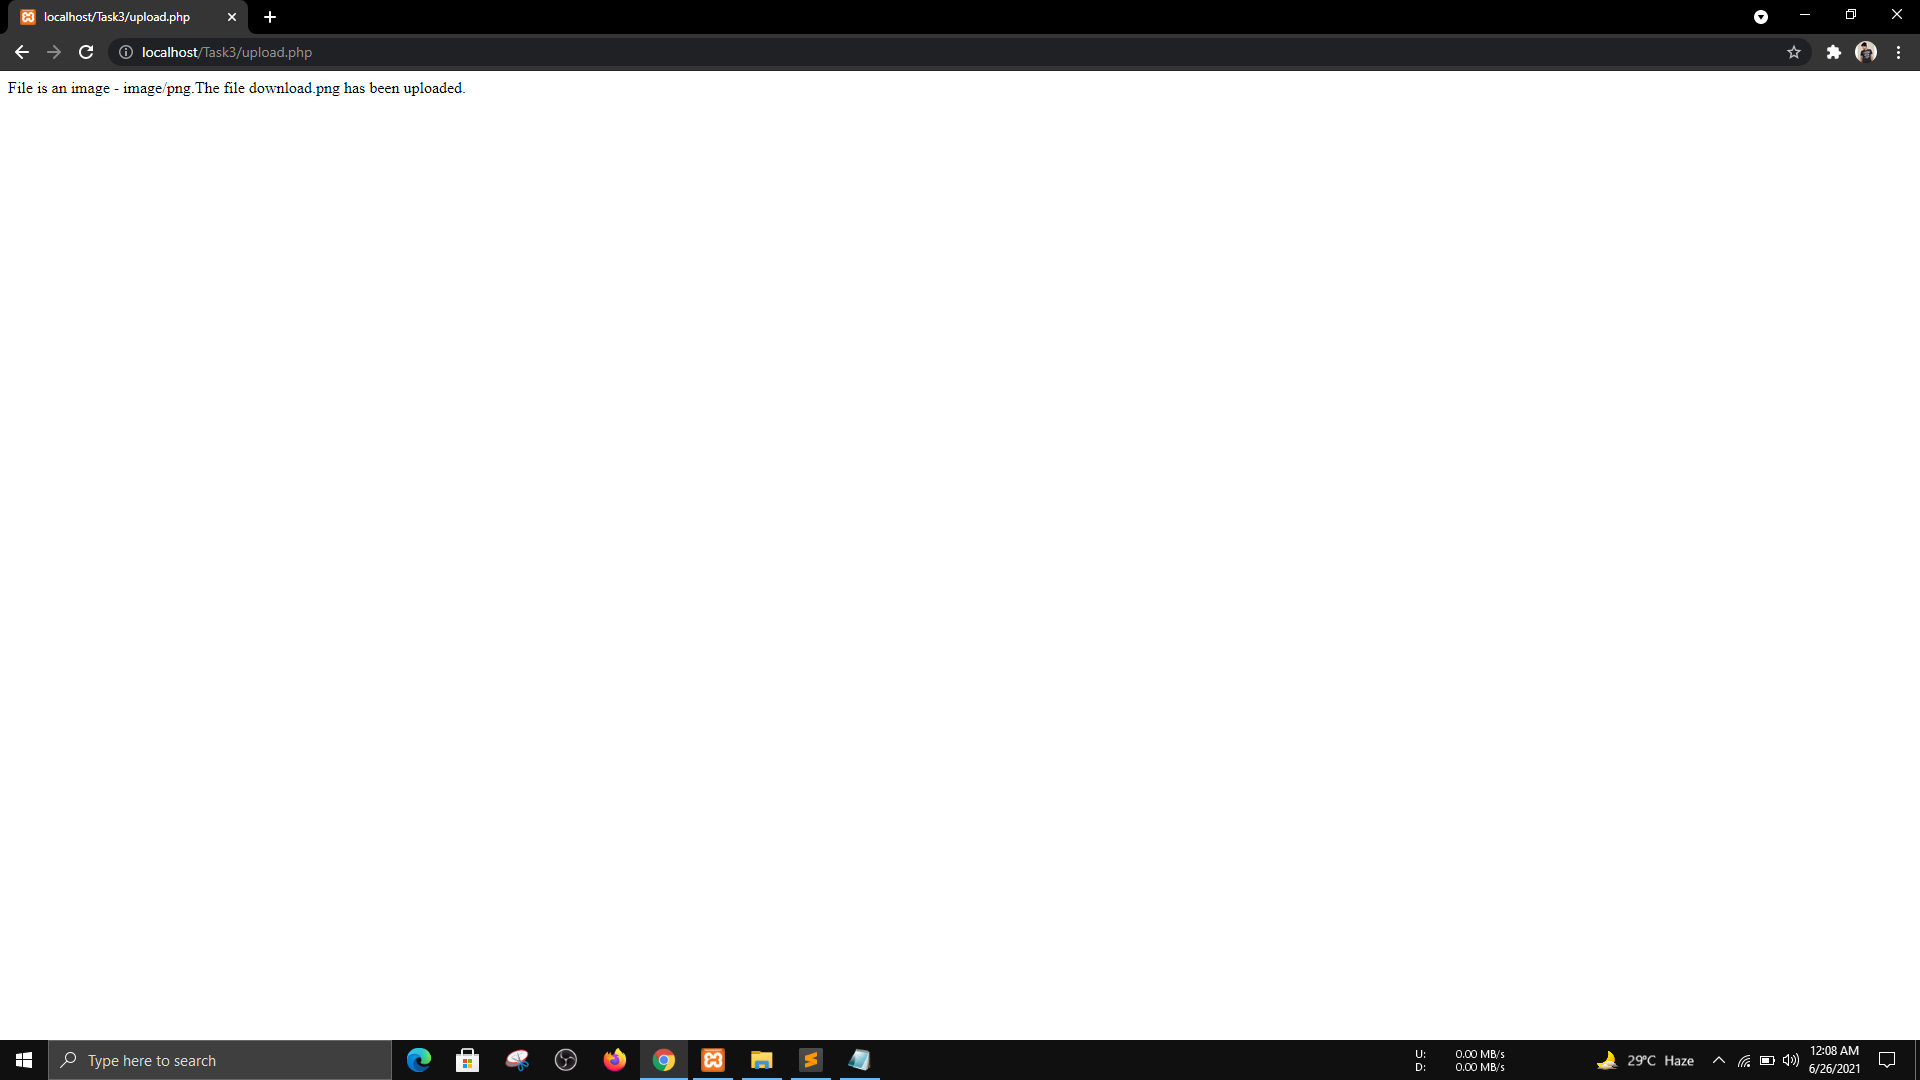 localhost/Task3/upload.php
localhost/Task3/upload.php
File is an image - image/png.The file download.png has been uploaded.
Type here to search
U: 0.00 MB/s
D: 0.00 MB/s
29°C Haze
12:08 AM
6/26/2021